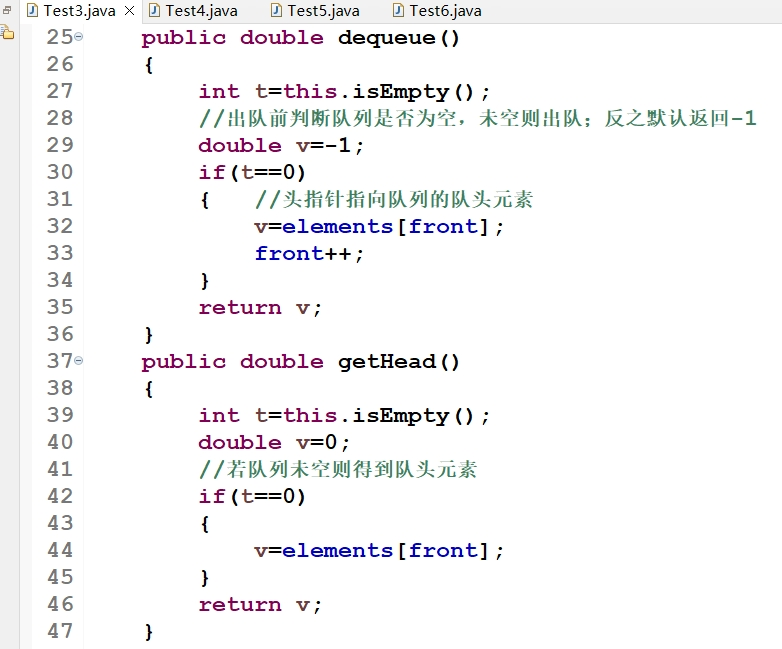 Test3.java Test4.java Test5.java Test6.java
25 public double dequeue()
26 {
27 int t=this.isEmpty();
28 //出队前判断队列是否为空，未空则出队；反之默认返回-1
29 double v=-1;
30 if(t==0)
31 { //头指针指向队列的队头元素
32 v=elements[front];
33 front++;
34 }
35 return v;
36 }
37 public double getHead()
38 {
39 int t=this.isEmpty();
40 double v=0;
41 //若队列未空则得到队头元素
42 if(t==0)
43 {
44 v=elements[front];
45 }
46 return v;
47 }